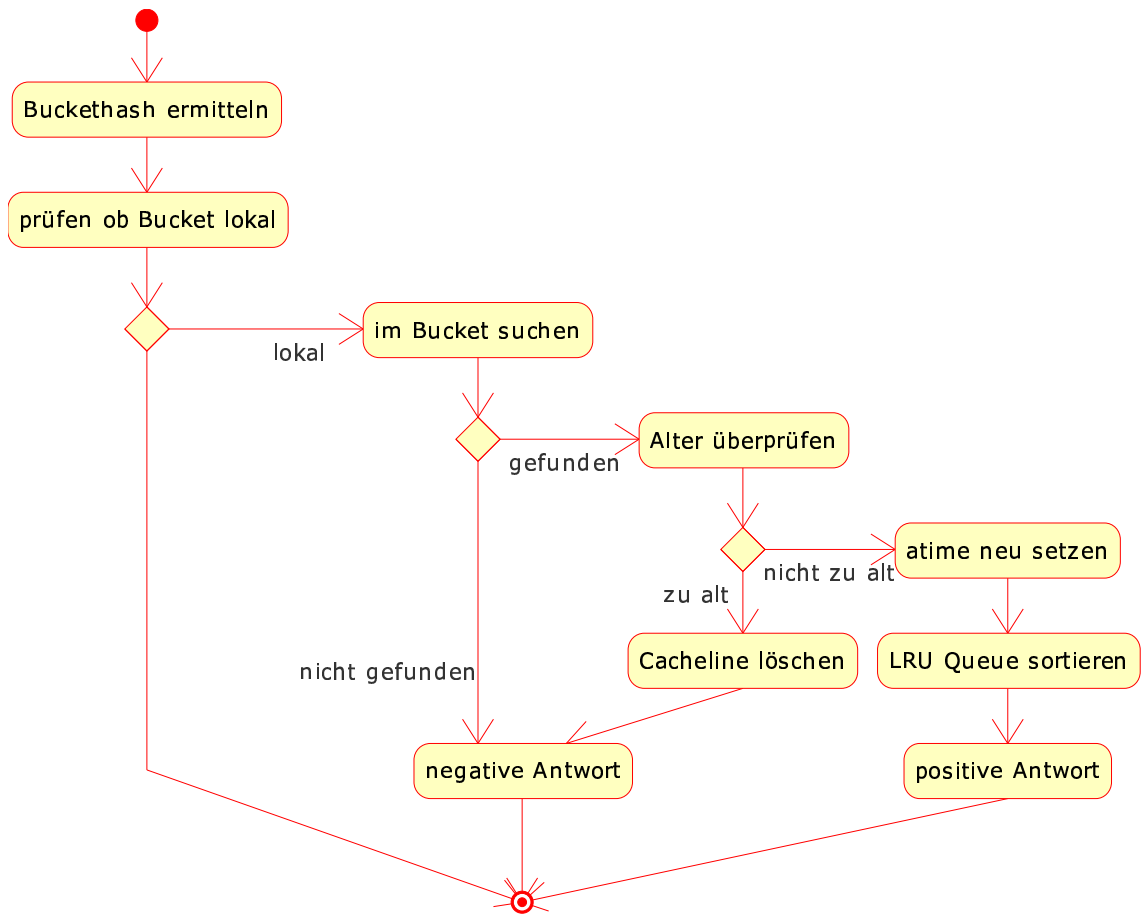 Buckethash ermitteln
prüfen ob Bucket lokal
im Bucket suchen
lokal
Alter überprüfen
gefunden
atime neu setzen
nicht zu alt
zu alt
Cacheline löschen
LRU Queue sortieren
nicht gefunden
negative Antwort
positive Antwort